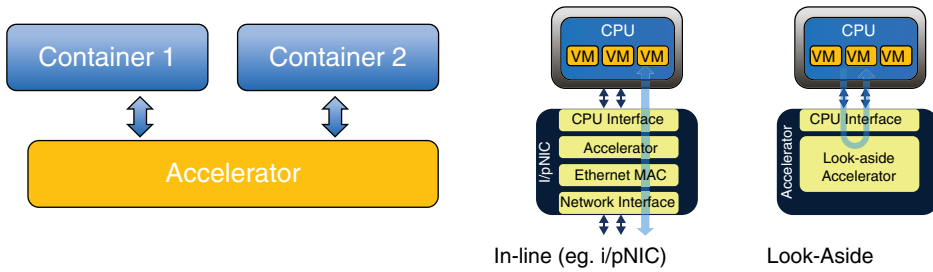 Container 1
Container 2
Accelerator
CPU
VM VM VM
CPU Interface
Accelerator
Ethernet MAC
Network Interface
I/pNIC
In-line (eg. i/pNIC)
CPU
VM VM VM
CPU Interface
Look-aside
Accelerator
Accelerator
Look-Aside